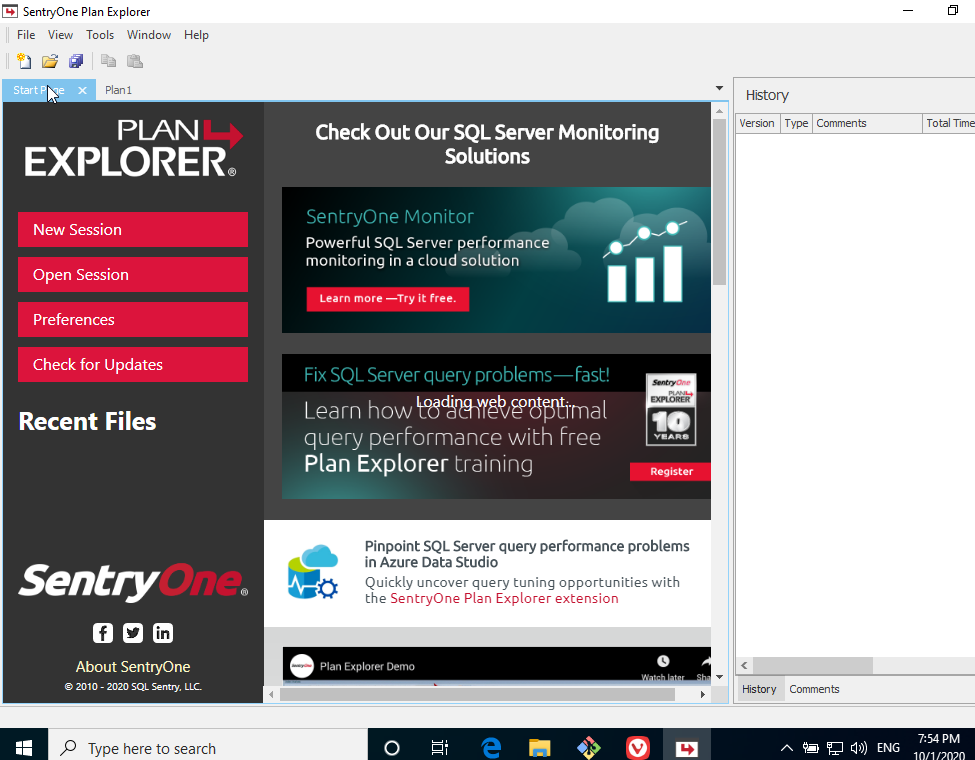 SentryOne Plan Explorer
File View Tools Window Help
Start Page Plan1
PLAN
EXPLORER®
New Session
Open Session
Preferences
Check for Updates
Recent Files
SentryOne®
About SentryOne
© 2010 - 2020 SQL Sentry, LLC.
Check Out Our SQL Server Monitoring
Solutions
SentryOne Monitor
Powerful SQL Server performance
monitoring in a cloud solution
Learn more —Try it free.
Fix SQL Server query problems—fast!
Loading web content...
Learn how to achieve optimal
query performance with free
Plan Explorer training
SentryOne
PLAN
EXPLORER
10
YEARS
Register
Pinpoint SQL Server query performance problems
in Azure Data Studio
Quickly uncover query tuning opportunities with
the SentryOne Plan Explorer extension
SentryOne
Plan Explorer Demo
Watch later Sha
History
Version Type Comments Total Time
History Comments
Type here to search
ENG
7:54 PM
10/1/2020